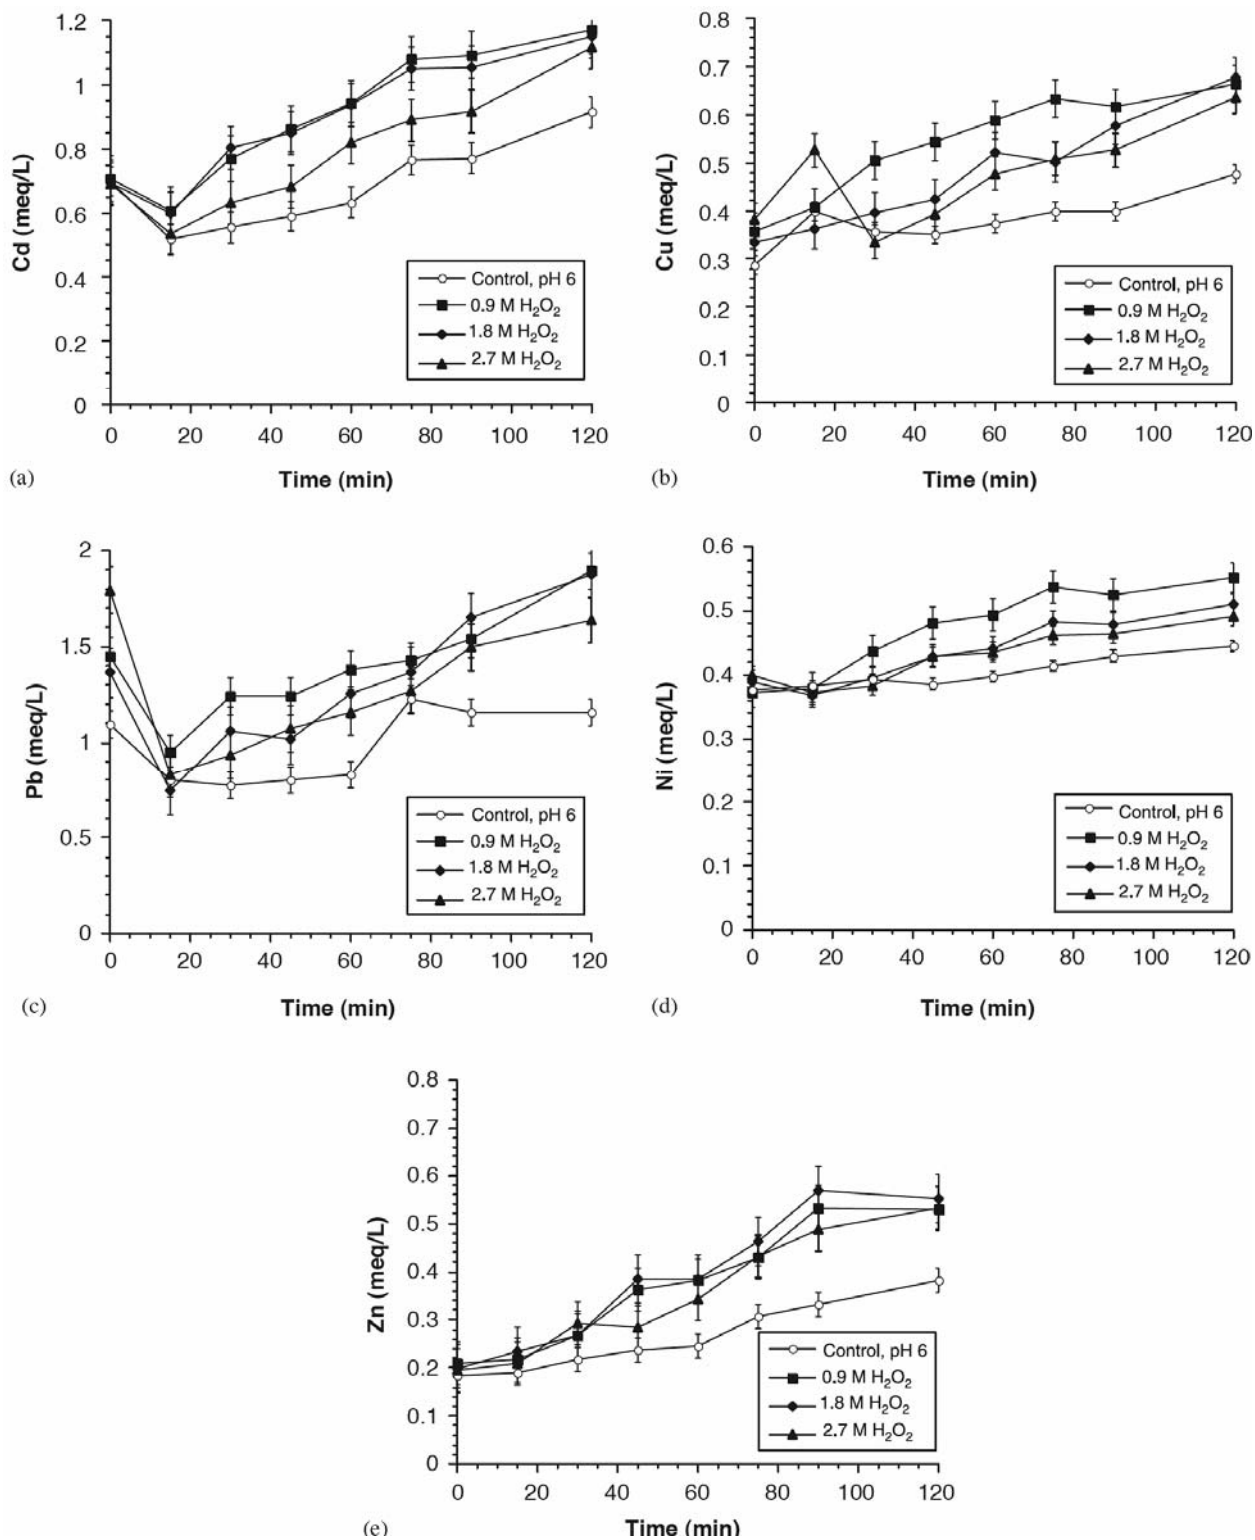 1.2
1
0.8
0.6
0.4
0.2
0
Cd (meq/L)
Control, pH 6
0.9 M H₂O₂
1.8 M H₂O₂
2.7 M H₂O₂
0 20 40 60 80 100 120
(a) Time (min)
0.8
0.7
0.6
0.5
0.4
0.3
0.2
0.1
0
Cu (meq/L)
Control, pH 6
0.9 M H₂O₂
1.8 M H₂O₂
2.7 M H₂O₂
0 20 40 60 80 100 120
(b) Time (min)
2
1.5
1
0.5
0
Pb (meq/L)
Control, pH 6
0.9 M H₂O₂
1.8 M H₂O₂
2.7 M H₂O₂
0 20 40 60 80 100 120
(c) Time (min)
0.6
0.5
0.4
0.3
0.2
0.1
0
Ni (meq/L)
Control, pH 6
0.9 M H₂O₂
1.8 M H₂O₂
2.7 M H₂O₂
0 20 40 60 80 100 120
(d) Time (min)
0.8
0.7
0.6
0.5
0.4
0.3
0.2
0.1
0
Zn (meq/L)
Control, pH 6
0.9 M H₂O₂
1.8 M H₂O₂
2.7 M H₂O₂
0 20 40 60 80 100 120
(e) Time (min)